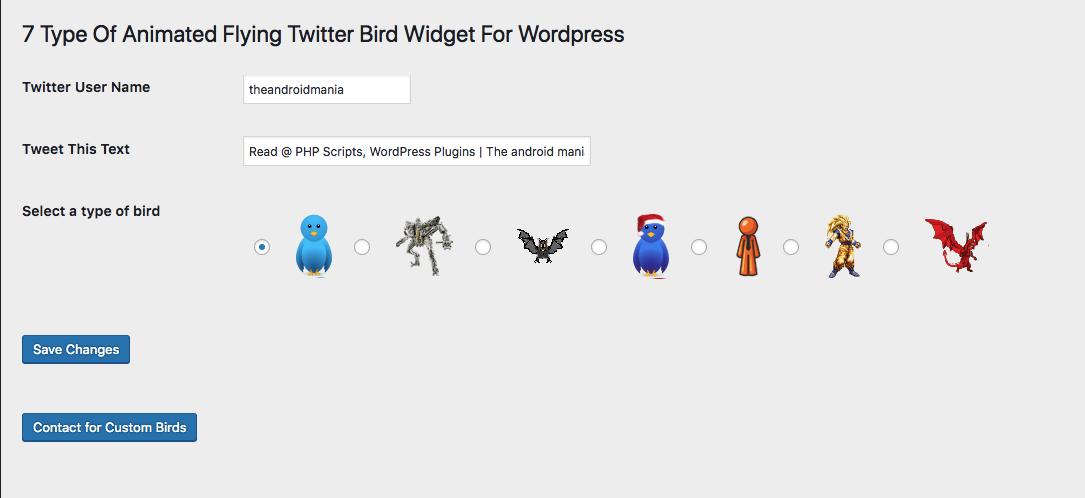 7 Type Of Animated Flying Twitter Bird Widget For Wordpress
Twitter User Name
theandroidmania
Tweet This Text
Read @ PHP Scripts, WordPress Plugins | The android mani
Select a type of bird
Save Changes
Contact for Custom Birds